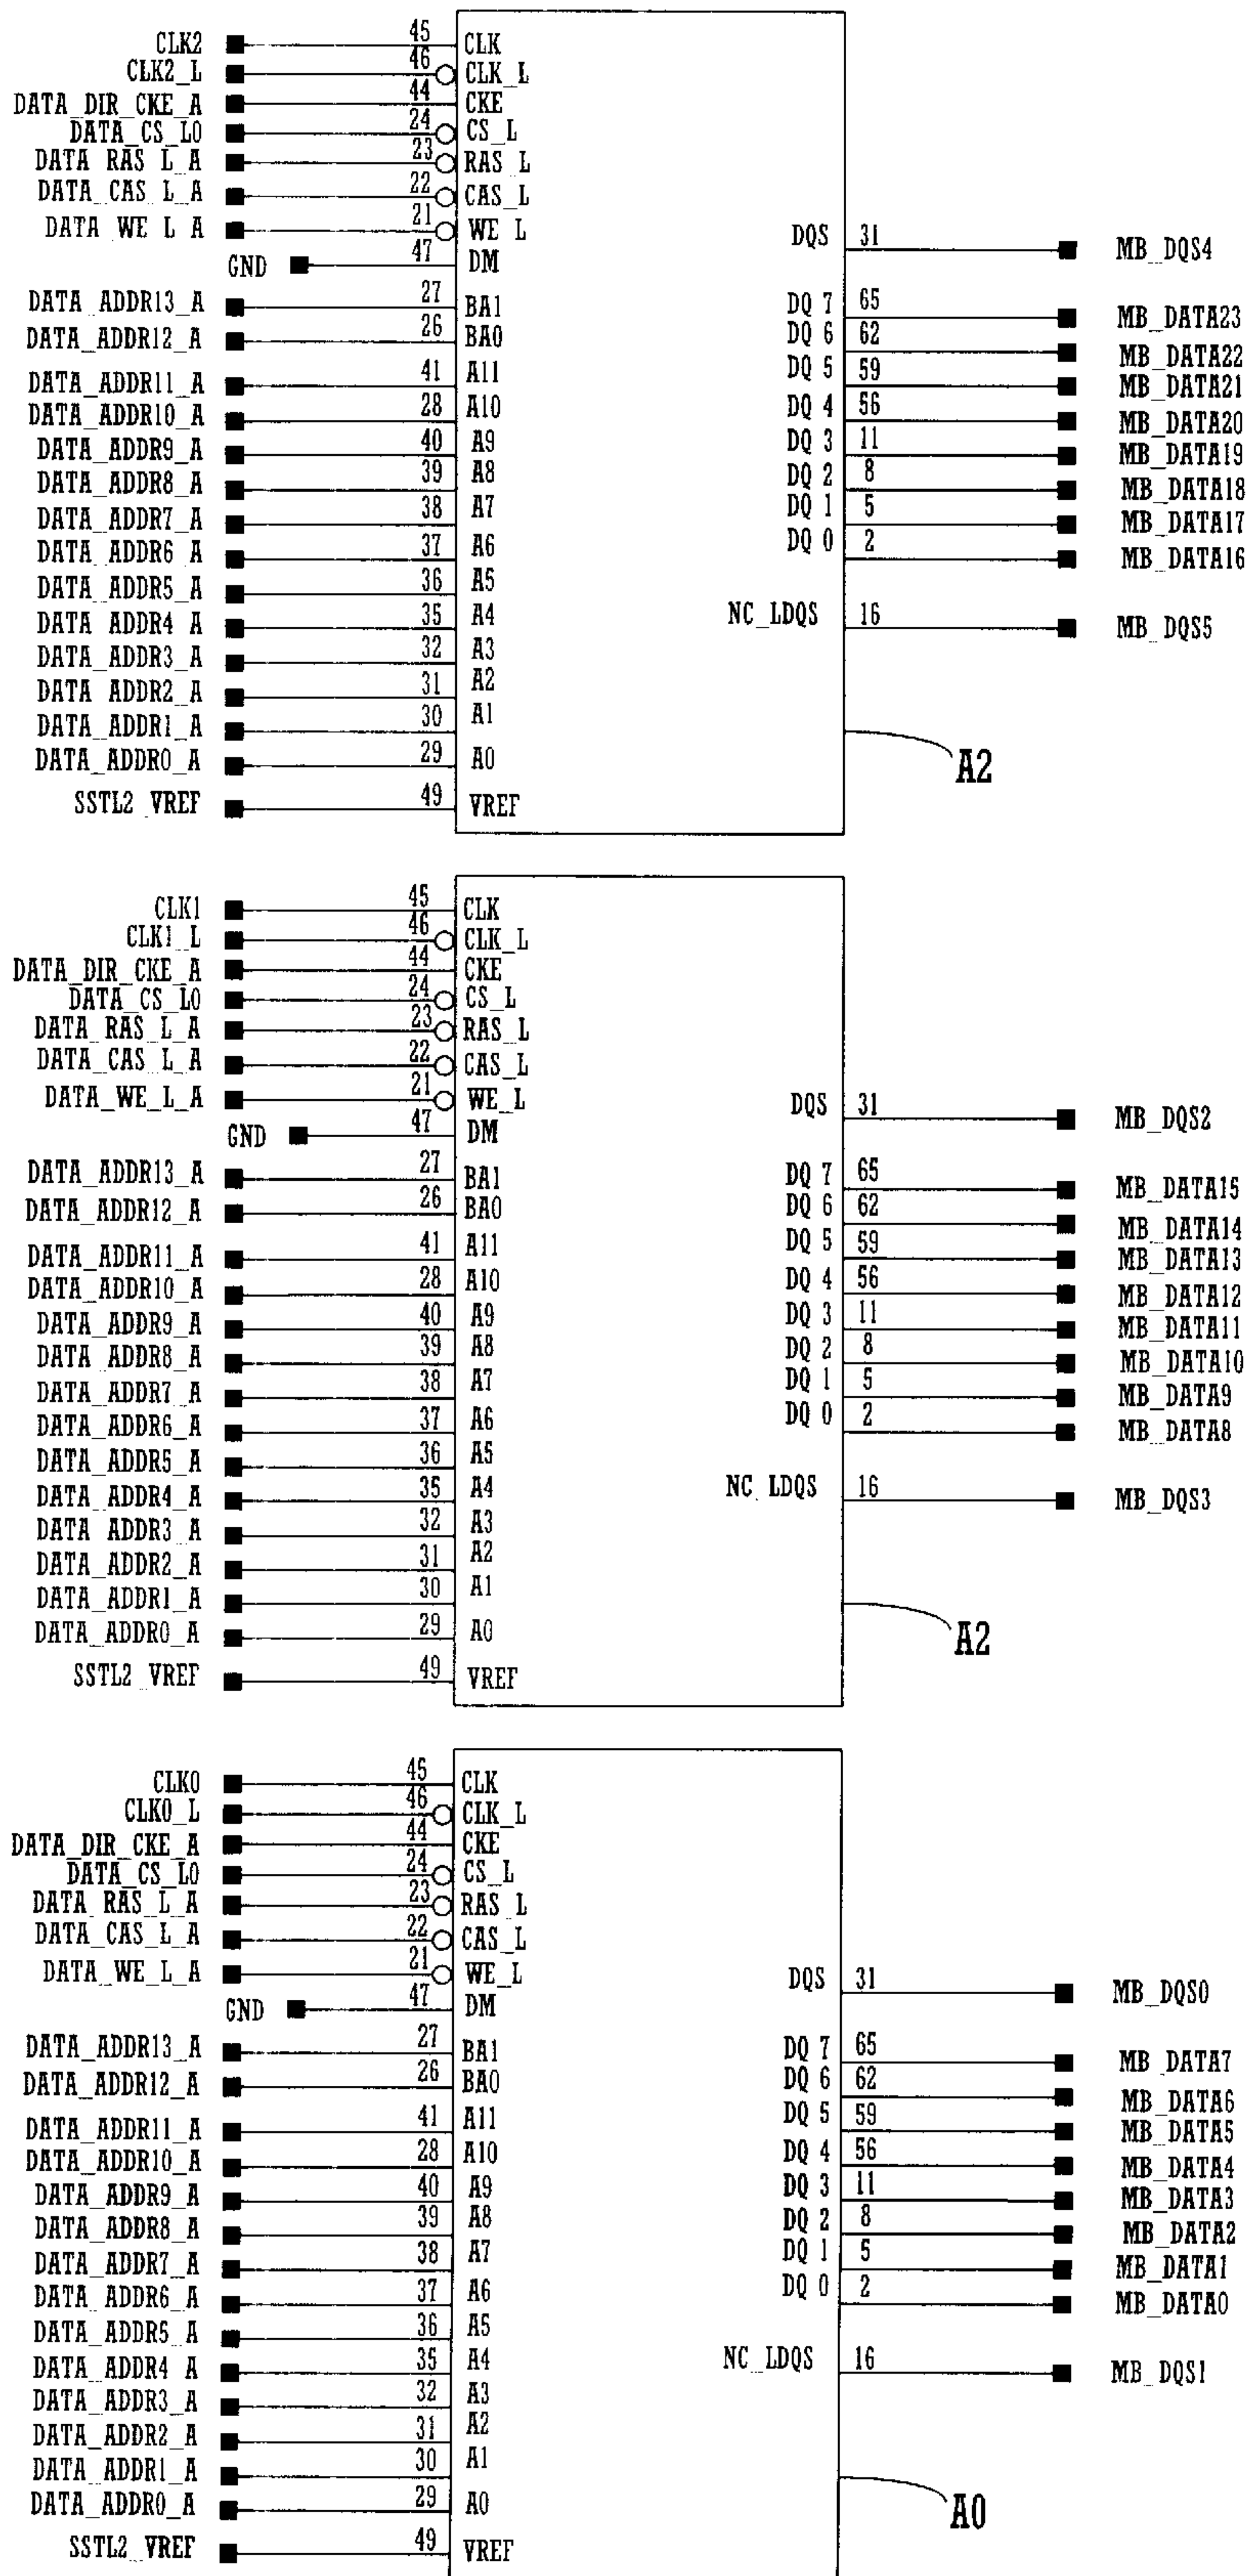 CLK2 45 CLK
CLK2_L 46 CLK_L
DATA_DIR_CKE_A 44 CKE
DATA_CS_L0 24 CS_L
DATA_RAS_L_A 23 RAS_L
DATA_CAS_L_A 22 CAS_L
DATA_WE_L_A 21 WE_L
DQS 31 MB_DQS4
GND 47 DM
DATA_ADDR13_A 27 BA1 DQ 7 65 MB_DATA23
DATA_ADDR12_A 26 BA0 DQ 6 62 MB_DATA22
DATA_ADDR11_A 41 A11 DQ 5 59 MB_DATA21
DATA_ADDR10_A 28 A10 DQ 4 56 MB_DATA20
DATA_ADDR9_A 40 A9 DQ 3 11 MB_DATA19
DATA_ADDR8_A 39 A8 DQ 2 8 MB_DATA18
DATA_ADDR7_A 38 A7 DQ 1 5 MB_DATA17
DATA_ADDR6_A 37 A6 DQ 0 2 MB_DATA16
DATA_ADDR5_A 36 A5
DATA_ADDR4_A 35 A4 NC_LDQS 16 MB_DQS5
DATA_ADDR3_A 32 A3
DATA_ADDR2_A 31 A2
DATA_ADDR1_A 30 A1
DATA_ADDR0_A 29 A0 A2
SSTL2_VREF 49 VREF
CLK1 45 CLK
CLK1_L 46 CLK_L
DATA_DIR_CKE_A 44 CKE
DATA_CS_L0 24 CS_L
DATA_RAS_L_A 23 RAS_L
DATA_CAS_L_A 22 CAS_L
DATA_WE_L_A 21 WE_L DQS 31 MB_DQS2
GND 47 DM
DATA_ADDR13_A 27 BA1 DQ 7 65 MB_DATA15
DATA_ADDR12_A 26 BA0 DQ 6 62 MB_DATA14
DATA_ADDR11_A 41 A11 DQ 5 59 MB_DATA13
DATA_ADDR10_A 28 A10 DQ 4 56 MB_DATA12
DATA_ADDR9_A 40 A9 DQ 3 11 MB_DATA11
DATA_ADDR8_A 39 A8 DQ 2 8 MB_DATA10
DATA_ADDR7_A 38 A7 DQ 1 5 MB_DATA9
DATA_ADDR6_A 37 A6 DQ 0 2 MB_DATA8
DATA_ADDR5_A 36 A5
DATA_ADDR4_A 35 A4 NC_LDQS 16 MB_DQS3
DATA_ADDR3_A 32 A3
DATA_ADDR2_A 31 A2
DATA_ADDR1_A 30 A1
DATA_ADDR0_A 29 A0 A2
SSTL2_VREF 49 VREF
CLK0 45 CLK
CLK0_L 46 CLK_L
DATA_DIR_CKE_A 44 CKE
DATA_CS_L0 24 CS_L
DATA_RAS_L_A 23 RAS_L
DATA_CAS_L_A 22 CAS_L
DATA_WE_L_A 21 WE_L DQS 31 MB_DQS0
GND 47 DM
DATA_ADDR13_A 27 BA1 DQ 7 65 MB_DATA7
DATA_ADDR12_A 26 BA0 DQ 6 62 MB_DATA6
DATA_ADDR11_A 41 A11 DQ 5 59 MB_DATA5
DATA_ADDR10_A 28 A10 DQ 4 56 MB_DATA4
DATA_ADDR9_A 40 A9 DQ 3 11 MB_DATA3
DATA_ADDR8_A 39 A8 DQ 2 8 MB_DATA2
DATA_ADDR7_A 38 A7 DQ 1 5 MB_DATA1
DATA_ADDR6_A 37 A6 DQ 0 2 MB_DATA0
DATA_ADDR5_A 36 A5
DATA_ADDR4_A 35 A4 NC_LDQS 16 MB_DQS1
DATA_ADDR3_A 32 A3
DATA_ADDR2_A 31 A2
DATA_ADDR1_A 30 A1
DATA_ADDR0_A 29 A0 A0
SSTL2_VREF 49 VREF